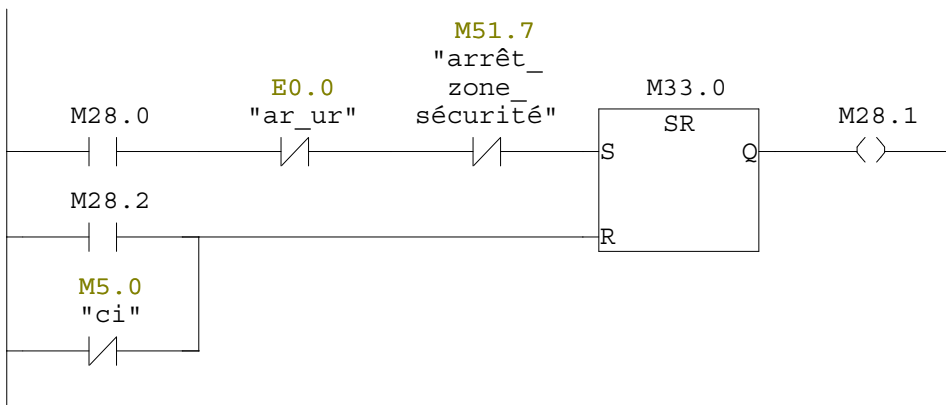 M51.7
"arrêt_
E0.0 zone_ M33.0
M28.0 "ar_ur" sécurité" SR M28.1
S Q
M28.2
R
M5.0
"ci"